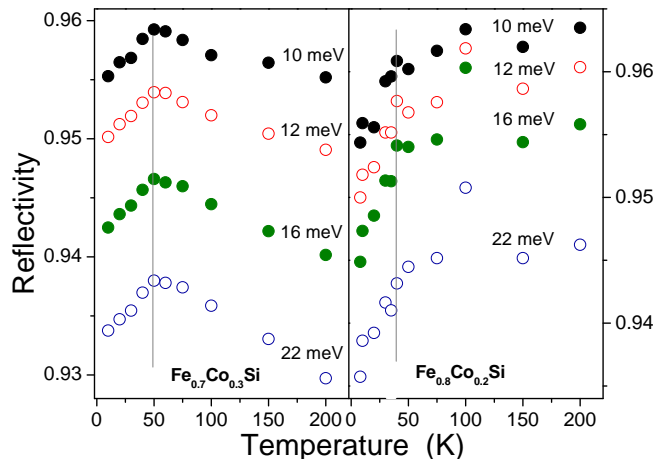 0.96
0.95
0.94
0.93
Reflectivity
10 meV
12 meV
16 meV
22 meV
Fe0.7Co0.3Si
0 50 100 150 200
10 meV
12 meV
16 meV
22 meV
Fe0.8Co0.2Si
0 50 100 150 200
0.96
0.95
0.94
Temperature (K)